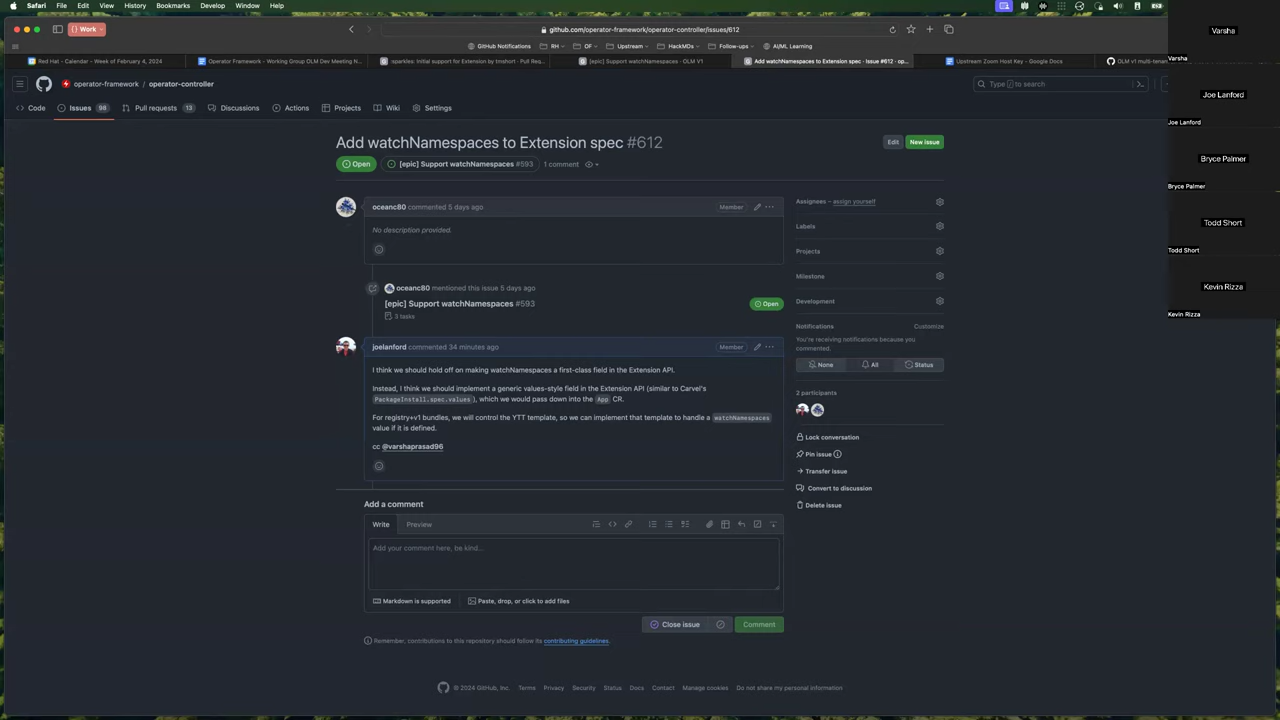 Safari File Edit View History Bookmarks Develop Window Help
Work
github.com/operator-framework/operator-controller/issues/612
GitHub Notifications RH OF Upstream HackMDs Follow-ups AI|ML Learning
Red Hat - Calendar - Week of February 4, 2024
Operator Framework - Working Group OLM Dev Meeting N...
:sparkles: Initial support for Extension by tmshort · Pull Req...
[epic] Support watchNamespaces · OLM V1
Add watchNamespaces to Extension spec · Issue #612 · op...
Upstream Zoom Host Key - Google Docs
OLM v1 multi-tenan
operator-framework / operator-controller
Type / to search
Code Issues 98 Pull requests 13 Discussions Actions Projects Wiki Settings
Add watchNamespaces to Extension spec #612
Edit New issue
Open [epic] Support watchNamespaces #593 1 comment
oceanc80 commented 5 days ago Member
No description provided.
oceanc80 mentioned this issue 5 days ago
[epic] Support watchNamespaces #593 Open
3 tasks
joelanford commented 34 minutes ago Member
I think we should hold off on making watchNamespaces a first-class field in the Extension API.
Instead, I think we should implement a generic values-style field in the Extension API (similar to Carvel's
PackageInstall.spec.values), which we would pass down into the App CR.
For registry+v1 bundles, we will control the YTT template, so we can implement that template to handle a watchNamespaces
value if it is defined.
cc @varshaprasad96
Add a comment
Write Preview
Add your comment here, be kind...
Markdown is supported Paste, drop, or click to add files
Close issue Comment
Remember, contributions to this repository should follow its contributing guidelines.
Assignees – assign yourself
Labels
Projects
Milestone
Development
Notifications Customize
You're receiving notifications because you
commented.
None All Status
2 participants
Lock conversation
Pin issue
Transfer issue
Convert to discussion
Delete issue
© 2024 GitHub, Inc. Terms Privacy Security Status Docs Contact Manage cookies Do not share my personal information
Varsha
Varsha
Joe Lanford
Joe Lanford
Bryce Palmer
Bryce Palmer
Todd Short
Todd Short
Kevin Rizza
Kevin Rizza